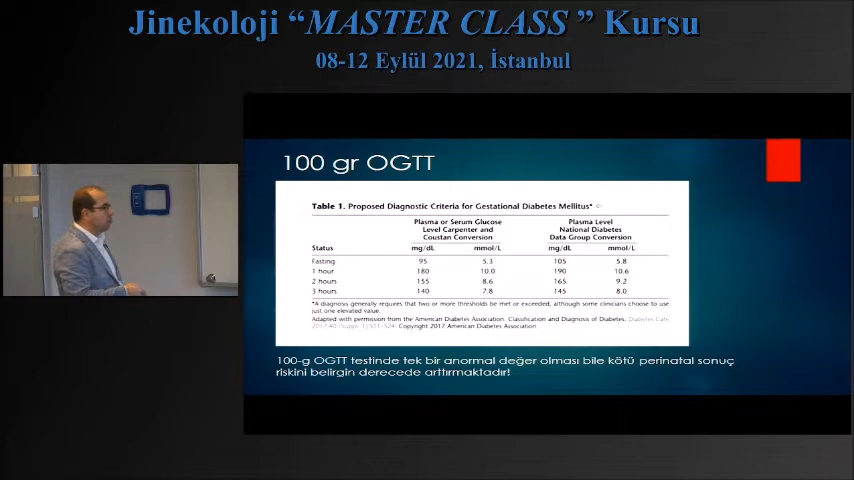 Jinekoloji “MASTER CLASS ” Kursu
08-12 Eylül 2021, İstanbul
100 gr OGTT
Table 1. Proposed Diagnostic Criteria for Gestational Diabetes Mellitus*
Plasma or Serum Glucose Level Carpenter and Coustan Conversion
Plasma Level National Diabetes Data Group Conversion
Status mg/dL mmol/L mg/dL mmol/L
Fasting 95 5.3 105 5.8
1 hour 180 10.0 190 10.6
2 hours 155 8.6 165 9.2
3 hours 140 7.8 145 8.0
*A diagnosis generally requires that two or more thresholds be met or exceeded, although some clinicians choose to use
just one elevated value.
Adapted with permission from the American Diabetes Association. Classification and Diagnosis of Diabetes. Diabetes Care
2017;40 (Suppl. 1):S11–S24. Copyright 2017 American Diabetes Association.
100-g OGTT testinde tek bir anormal değer olması bile kötü perinatal sonuç
riskini belirgin derecede arttırmaktadır!